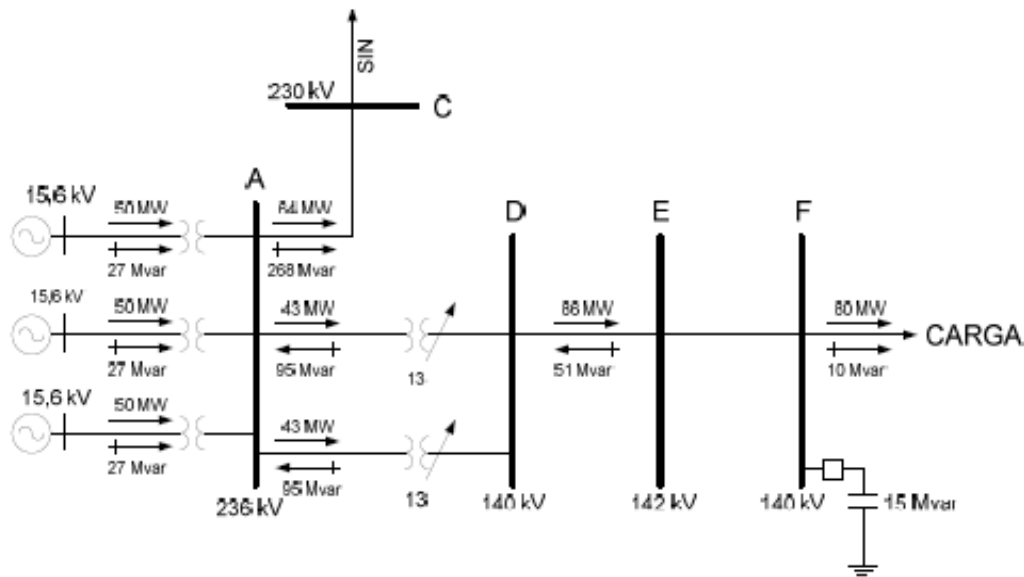 SIN
230 kV
C
A
15,6 kV
50 MW
27 Mvar
64 MW
268 Mvar
D
E
F
15,6 kV
50 MW
27 Mvar
43 MW
95 Mvar
13
86 MW
51 Mvar
80 MW
10 Mvar
CARGA
15,6 kV
50 MW
27 Mvar
43 MW
95 Mvar
13
236 kV
140 kV
142 kV
140 kV
15 Mvar